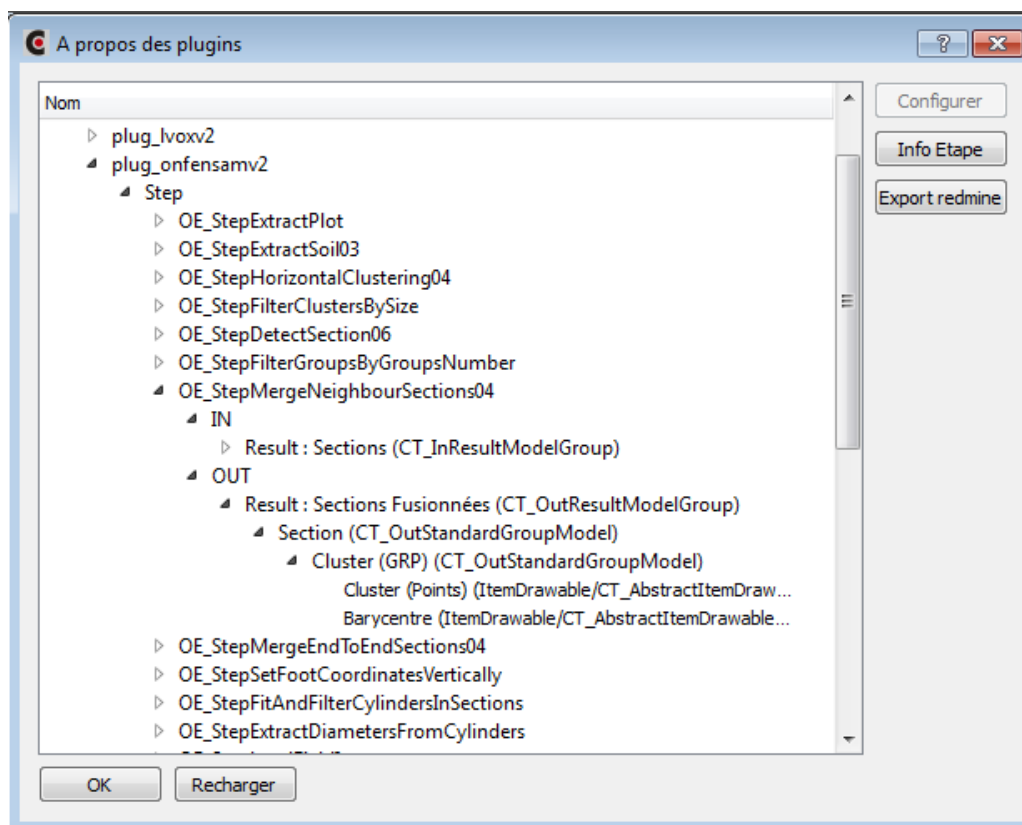 A propos des plugins
Nom
Configurer
plug_lvoxv2
plug_onfensamv2
Info Etape
Step
Export redmine
OE_StepExtractPlot
OE_StepExtractSoil03
OE_StepHorizontalClustering04
OE_StepFilterClustersBySize
OE_StepDetectSection06
OE_StepFilterGroupsByGroupsNumber
OE_StepMergeNeighbourSections04
IN
Result : Sections (CT_InResultModelGroup)
OUT
Result : Sections Fusionnées (CT_OutResultModelGroup)
Section (CT_OutStandardGroupModel)
Cluster (GRP) (CT_OutStandardGroupModel)
Cluster (Points) (ItemDrawable/CT_AbstractItemDraw...
Barycentre (ItemDrawable/CT_AbstractItemDrawable...
OE_StepMergeEndToEndSections04
OE_StepSetFootCoordinatesVertically
OE_StepFitAndFilterCylindersInSections
OE_StepExtractDiametersFromCylinders
OK
Recharger